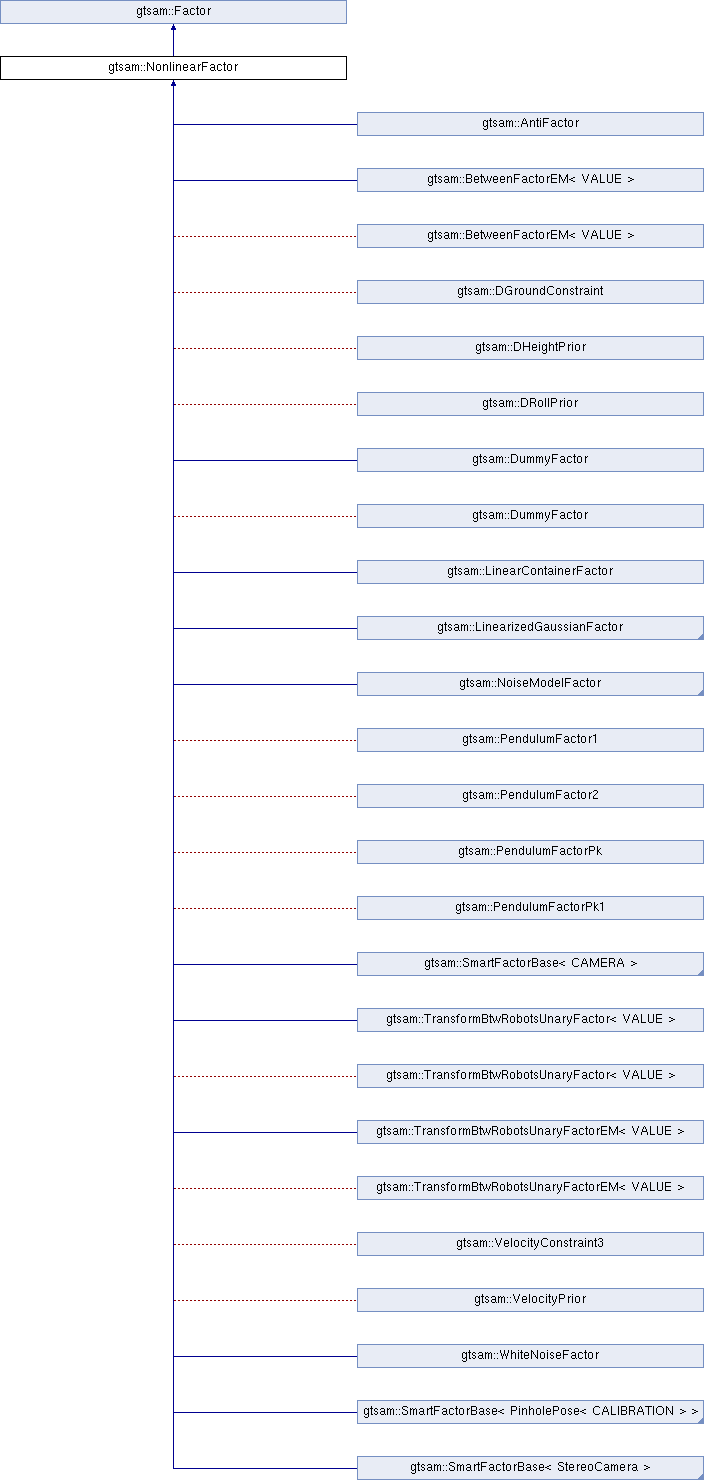 gtsam::Factor
gtsam::NonlinearFactor
gtsam::AntiFactor
gtsam::BetweenFactorEM< VALUE >
gtsam::BetweenFactorEM< VALUE >
gtsam::DGroundConstraint
gtsam::DHeightPrior
gtsam::DRollPrior
gtsam::DummyFactor
gtsam::DummyFactor
gtsam::LinearContainerFactor
gtsam::LinearizedGaussianFactor
gtsam::NoiseModelFactor
gtsam::PendulumFactor1
gtsam::PendulumFactor2
gtsam::PendulumFactorPk
gtsam::PendulumFactorPk1
gtsam::SmartFactorBase< CAMERA >
gtsam::TransformBtwRobotsUnaryFactor< VALUE >
gtsam::TransformBtwRobotsUnaryFactor< VALUE >
gtsam::TransformBtwRobotsUnaryFactorEM< VALUE >
gtsam::TransformBtwRobotsUnaryFactorEM< VALUE >
gtsam::VelocityConstraint3
gtsam::VelocityPrior
gtsam::WhiteNoiseFactor
gtsam::SmartFactorBase< PinholePose< CALIBRATION > >
gtsam::SmartFactorBase< StereoCamera >